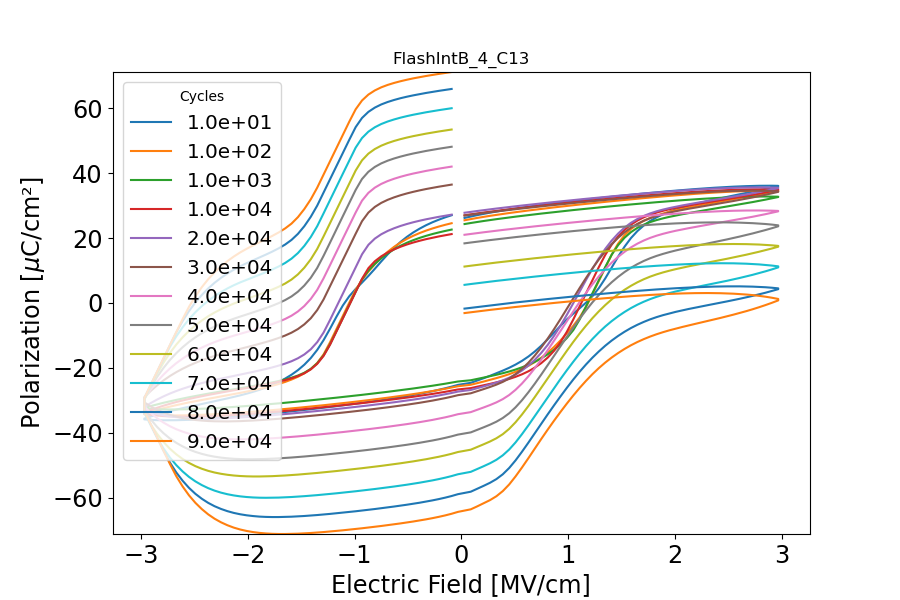 FlashIntB_4_C13
Cycles
1.0e+01
1.0e+02
1.0e+03
1.0e+04
2.0e+04
3.0e+04
4.0e+04
5.0e+04
6.0e+04
7.0e+04
8.0e+04
9.0e+04
Polarization [μC/cm²]
60
40
20
0
−20
−40
−60
−3 −2 −1 0 1 2 3
Electric Field [MV/cm]